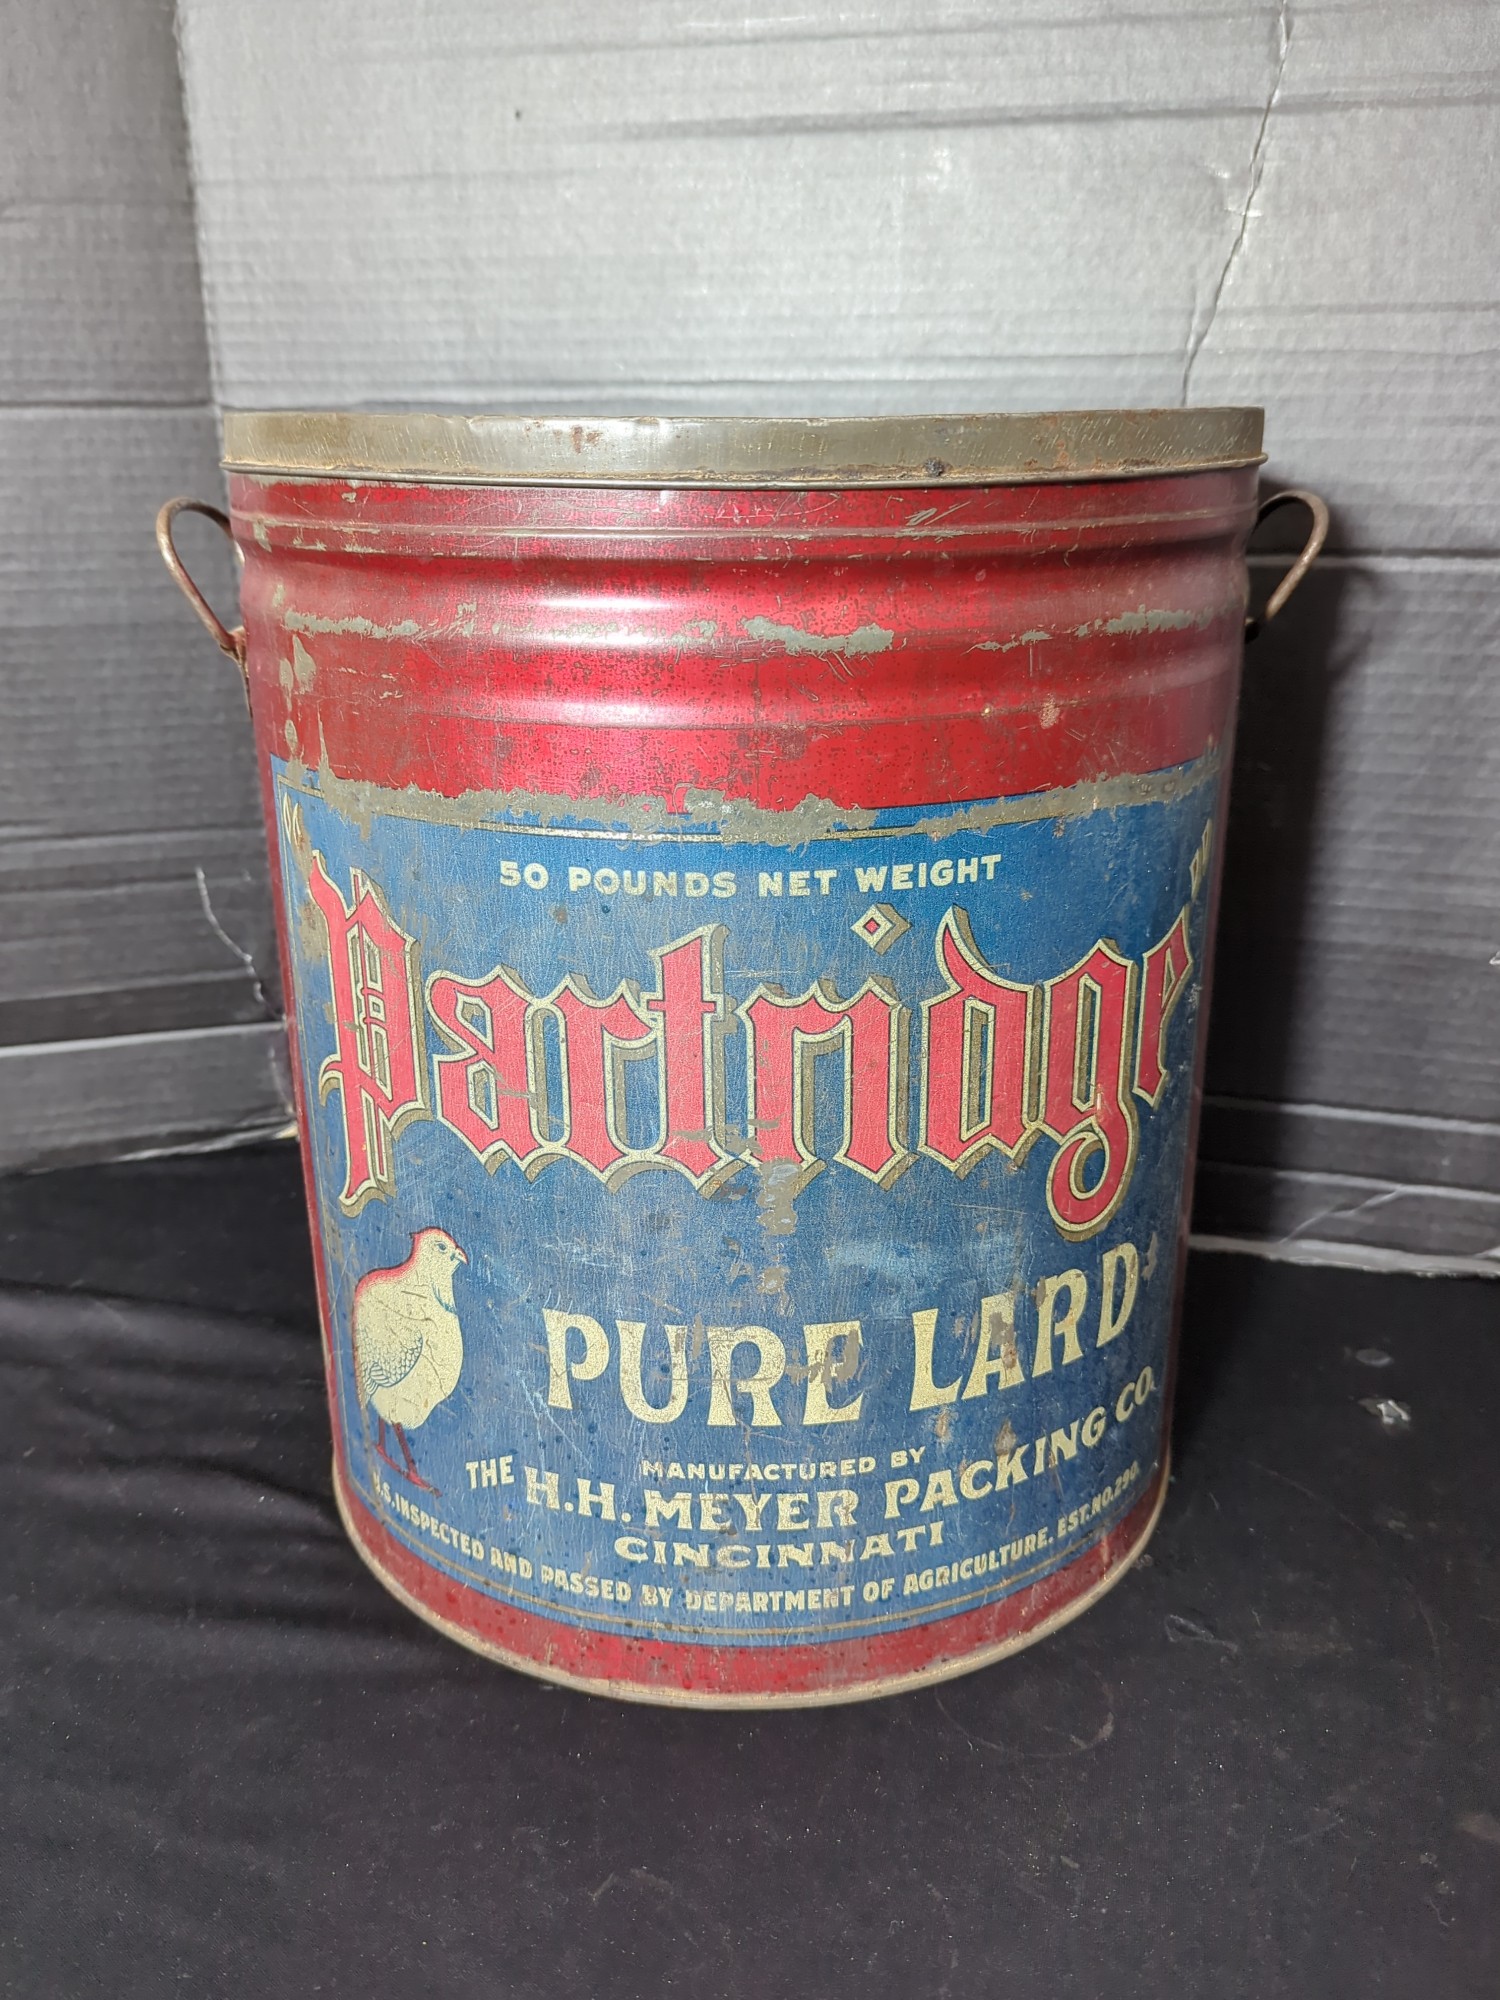 50 POUNDS NET WEIGHT
"Partridge"
PURE LARD
MANUFACTURED BY
THE H.H. MEYER PACKING CO.
CINCINNATI
U.S. INSPECTED AND PASSED BY DEPARTMENT OF AGRICULTURE. EST. NO. 290.